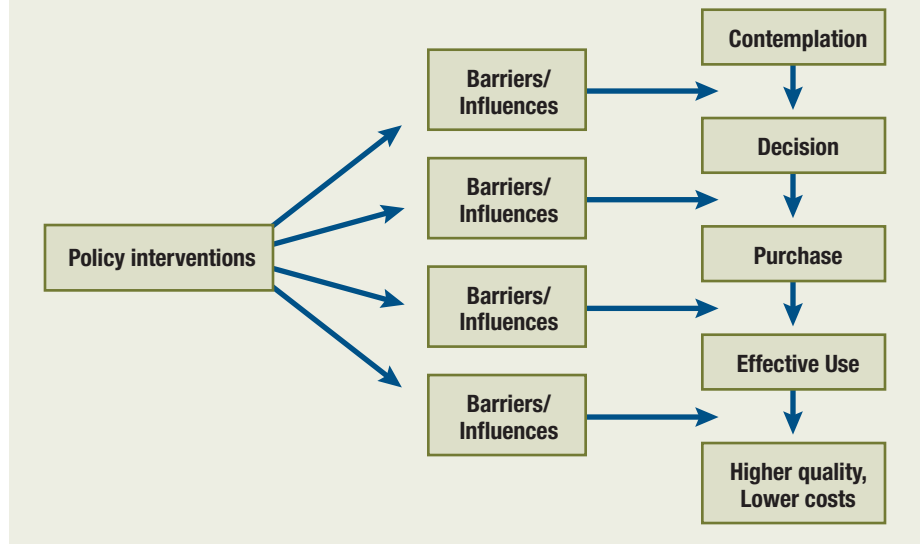 Contemplation
Barriers/
Influences
Decision
Barriers/
Influences
Policy interventions
Purchase
Barriers/
Influences
Effective Use
Barriers/
Influences
Higher quality,
Lower costs